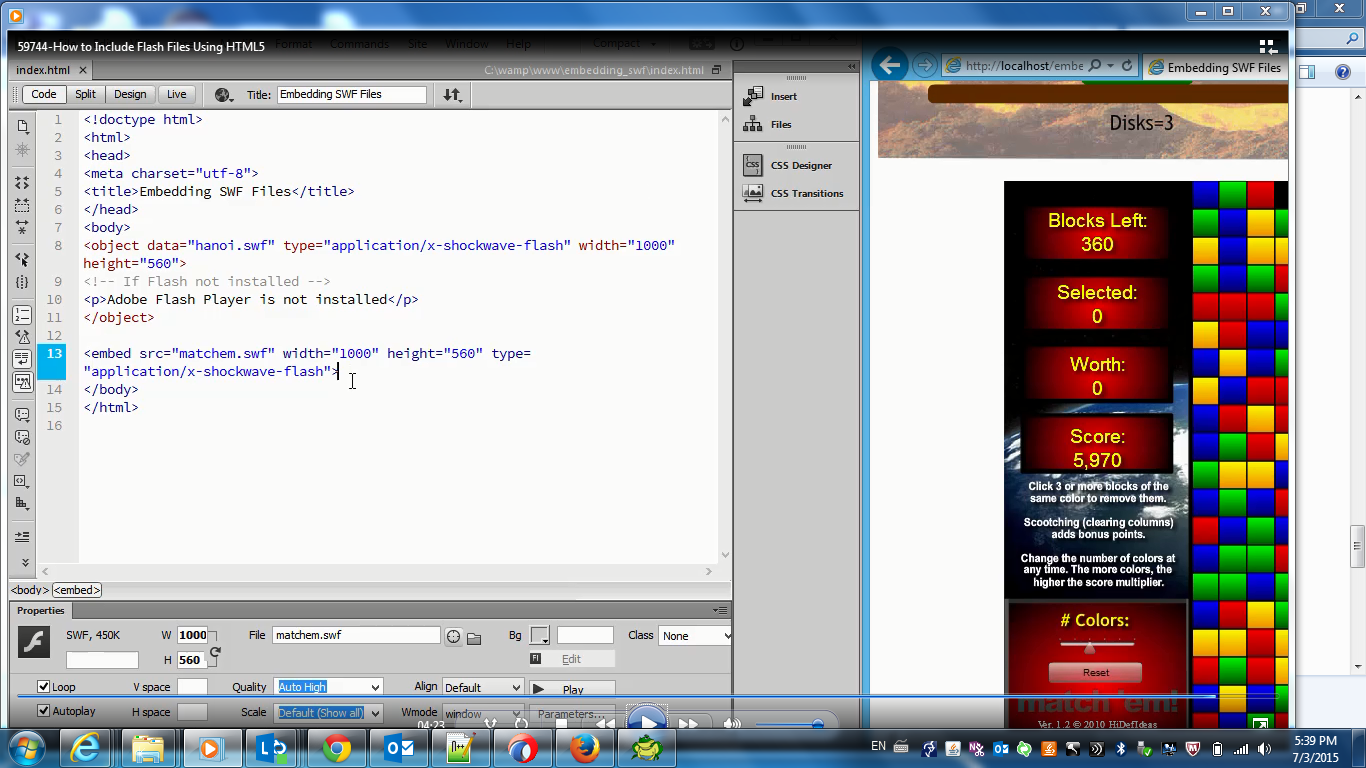 59744-How to Include Flash Files Using HTML5
Format Commands Site Window Help Compact
index.html
C:\wamp\www\embedding_swf\index.html
Code Split Design Live Title: Embedding SWF Files
1 <!doctype html>
2 <html>
3 <head>
4 <meta charset="utf-8">
5 <title>Embedding SWF Files</title>
6 </head>
7 <body>
8 <object data="hanoi.swf" type="application/x-shockwave-flash" width="1000"
height="560">
9 <!-- If Flash not installed -->
10 <p>Adobe Flash Player is not installed</p>
11 </object>
12
13 <embed src="matchem.swf" width="1000" height="560" type=
"application/x-shockwave-flash">
14 </body>
15 </html>
16
<body> <embed>
Properties
SWF, 450K W 1000 File matchem.swf Bg Class None
H 560 Edit
Loop V space Quality Auto High Align Default Play
Autoplay H space Scale Default (Show all) Wmode window Parameters...
04:23
Insert
Files
CSS Designer
CSS Transitions
http://localhost/embe
Embedding SWF Files
Disks=3
Blocks Left:
360
Selected:
0
Worth:
0
Score:
5,970
Click 3 or more blocks of the
same color to remove them.
Scootching (clearing columns)
adds bonus points.
Change the number of colors at
any time. The more colors, the
higher the score multiplier.
# Colors:
Reset
match 'em!
Ver. 1.2 © 2010 HiDefIdeas
EN
5:39 PM
7/3/2015